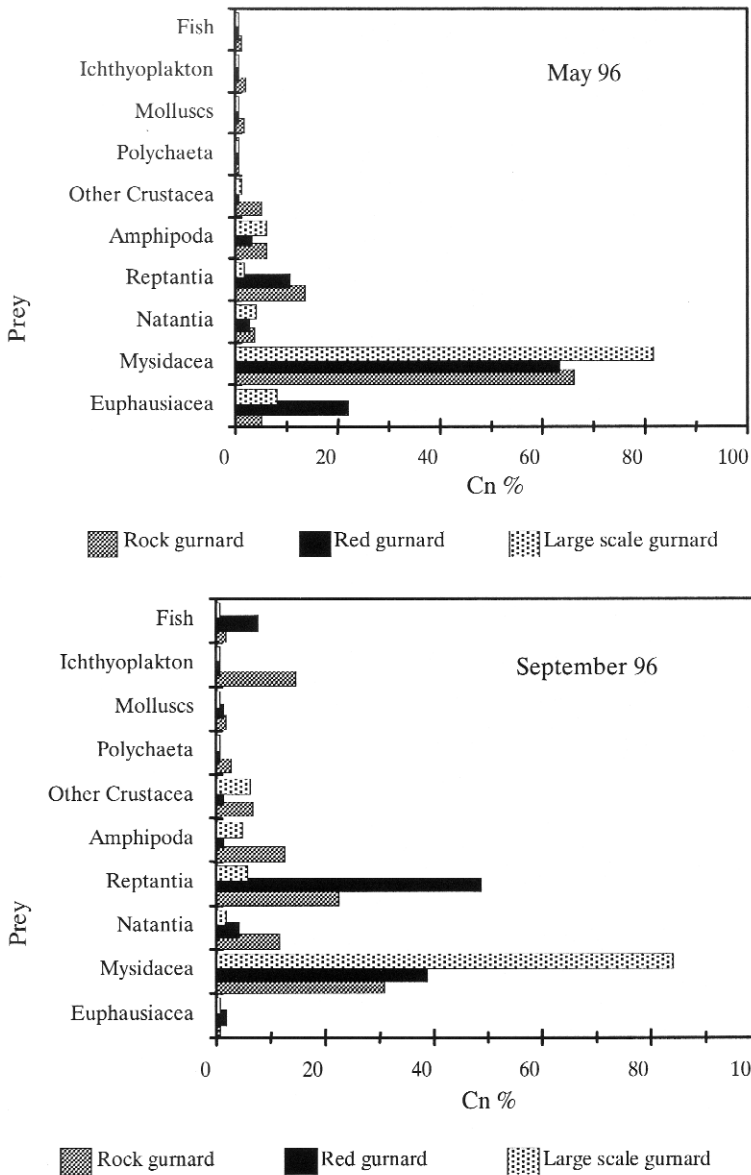 Fish
Ichthyoplakton
May 96
Molluscs
Polychaeta
Other Crustacea
Amphipoda
Reptantia
Natantia
Prey
Mysidacea
Euphausiacea
0 20 40 60 80 100
Cn %
Rock gurnard Red gurnard Large scale gurnard
Fish
Ichthyoplakton
September 96
Molluscs
Polychaeta
Other Crustacea
Amphipoda
Reptantia
Natantia
Prey
Mysidacea
Euphausiacea
0 20 40 60 80 10
Cn %
Rock gurnard Red gurnard Large scale gurnard